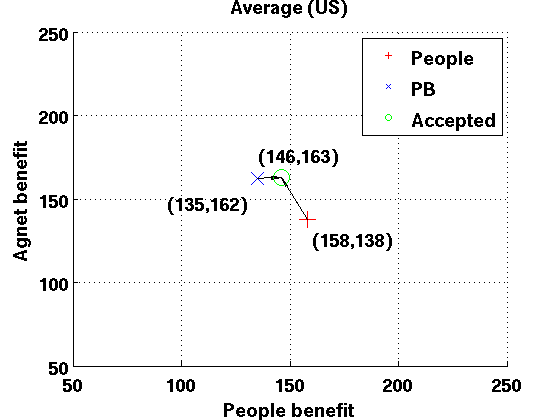 Average (US)
250
People
PB
Accepted
200
(146,163)
150
(135,162)
(158,138)
100
50
50
100
150
200
250
Agnet benefit
People benefit